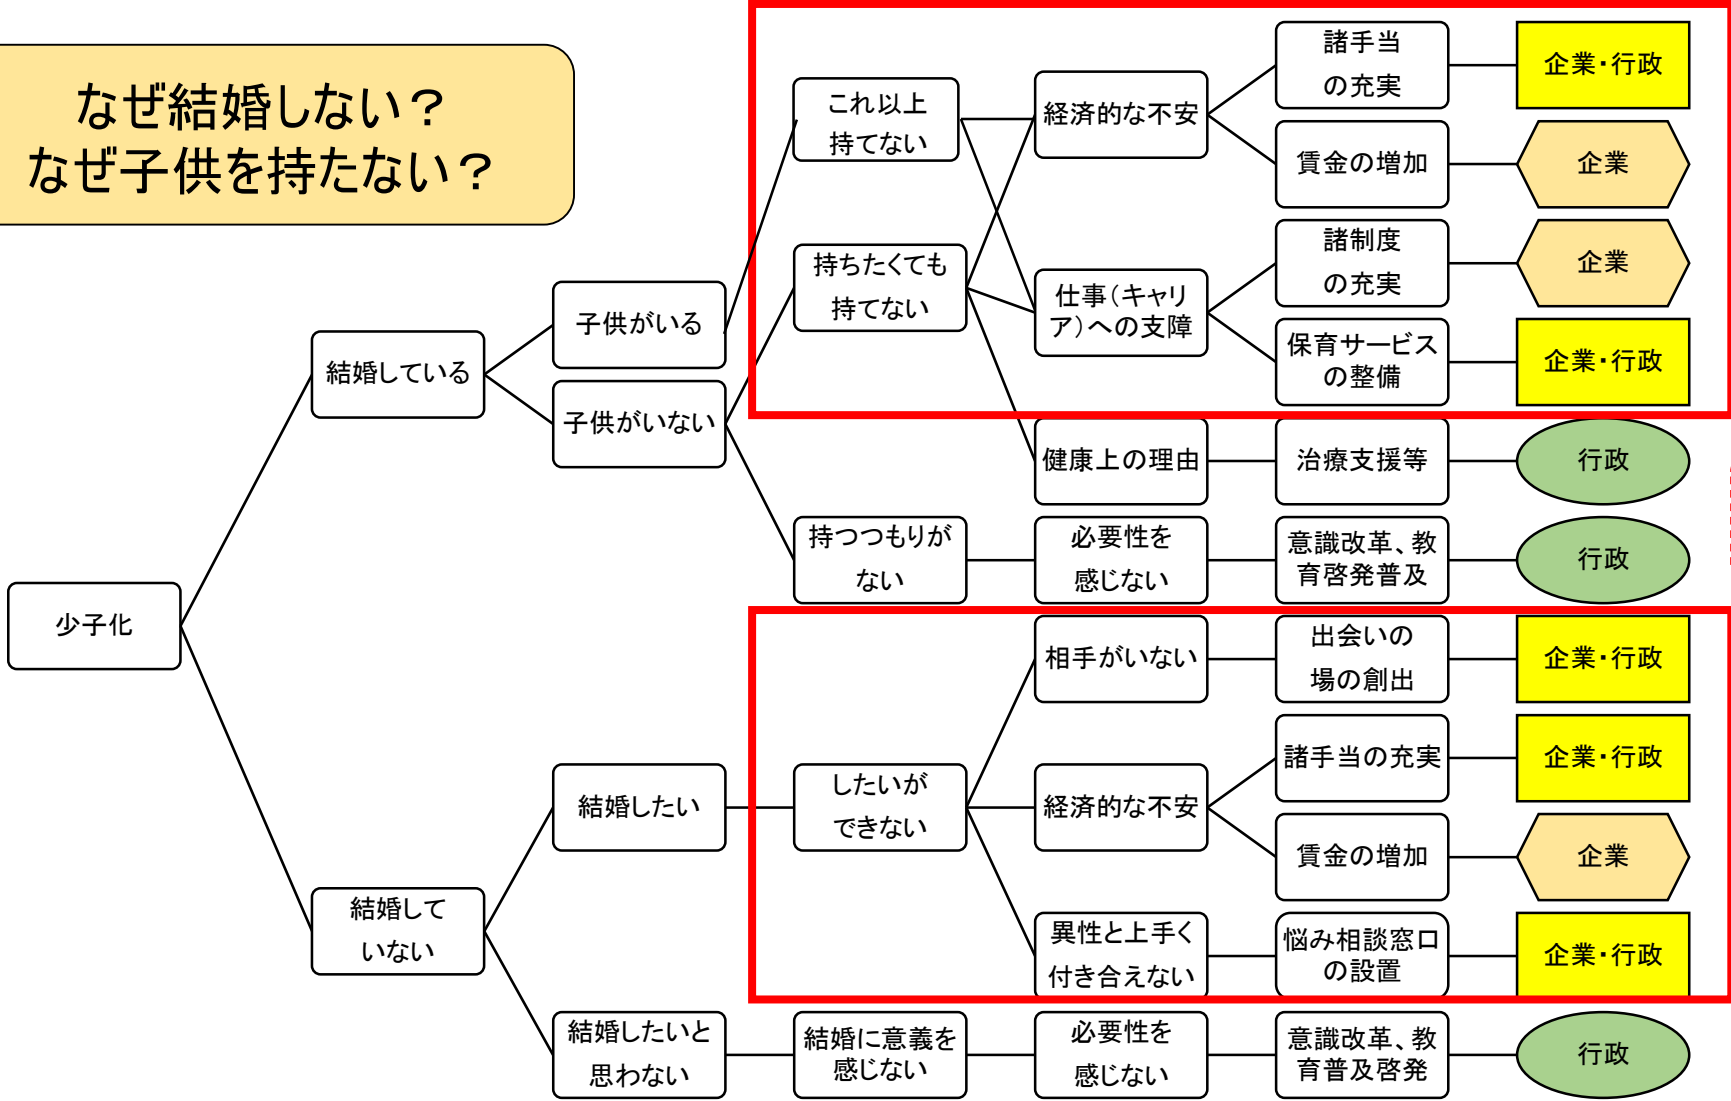 なぜ結婚しない？
なぜ子供を持たない？
少子化
結婚している
結婚して
いない
子供がいる
子供がいない
結婚したい
結婚したいと
思わない
これ以上
持てない
持ちたくても
持てない
持つつもりが
ない
したいが
できない
結婚に意義を
感じない
経済的な不安
仕事（キャリ
ア）への支障
健康上の理由
必要性を
感じない
相手がいない
経済的な不安
異性と上手く
付き合えない
必要性を
感じない
諸手当
の充実
賃金の増加
諸制度
の充実
保育サービス
の整備
治療支援等
意識改革、教
育啓発普及
出会いの
場の創出
諸手当の充実
賃金の増加
悩み相談窓口
の設置
意識改革、教
育普及啓発
企業・行政
企業
企業
企業・行政
行政
行政
企業・行政
企業・行政
企業
企業・行政
行政